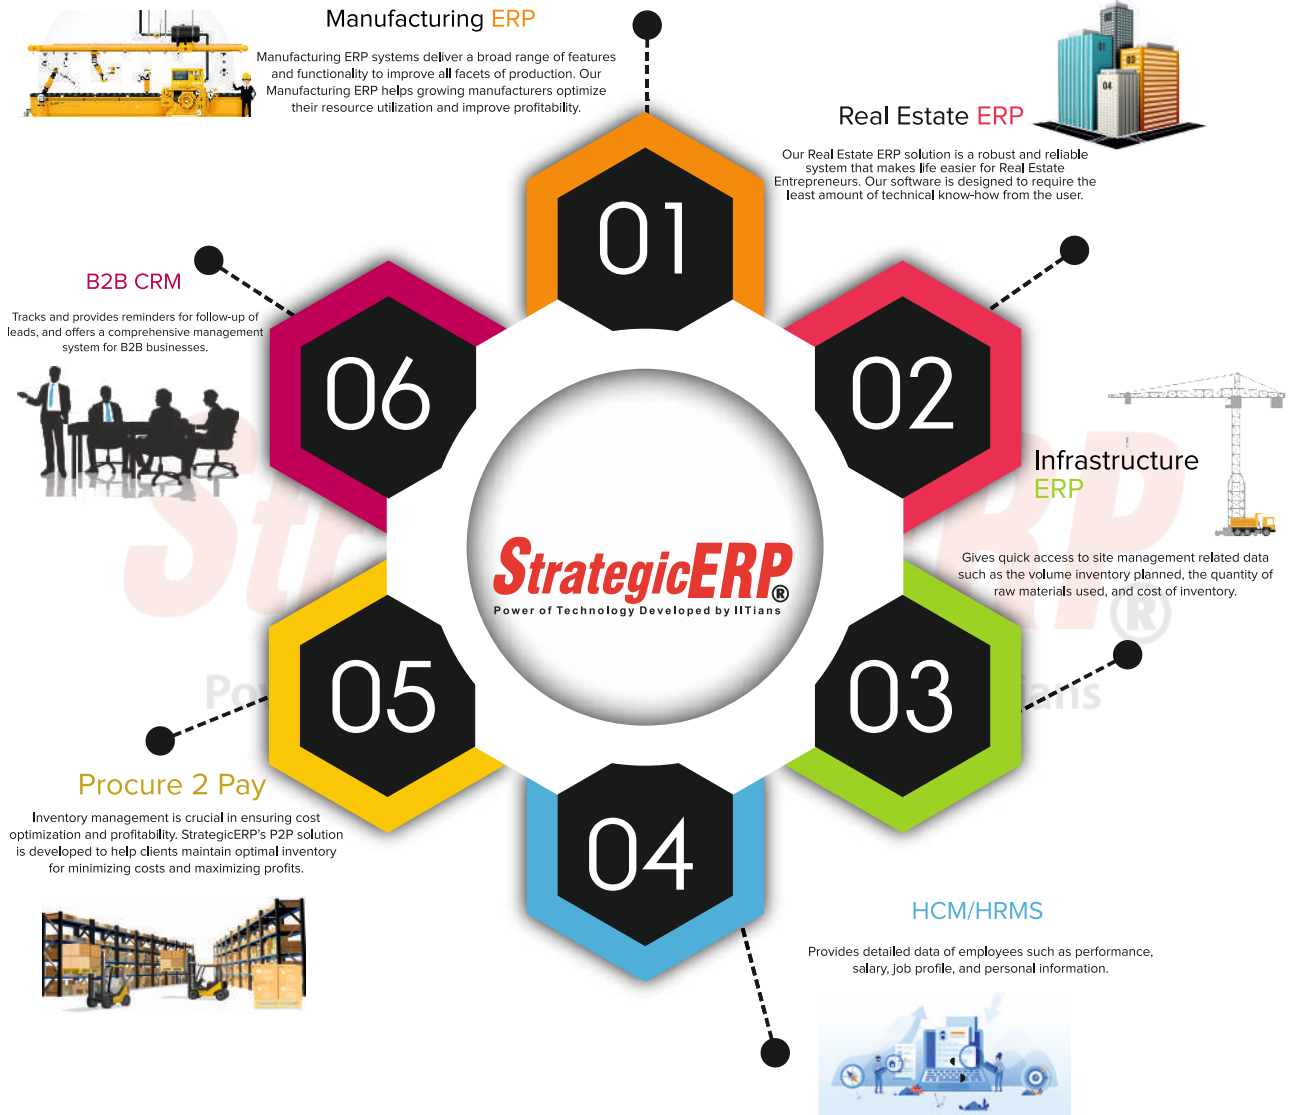 Manufacturing ERP
Manufacturing ERP systems deliver a broad range of features
and functionality to improve all facets of production. Our
Manufacturing ERP helps growing manufacturers optimize
their resource utilization and improve profitability.
01
Real Estate ERP
Our Real Estate ERP solution is a robust and reliable
system that makes life easier for Real Estate
Entrepreneurs. Our software is designed to require the
least amount of technical know-how from the user.
01
03
04
02
Infrastructure
ERP
Gives quick access to site management related data
such as the volume inventory planned, the quantity of
raw materials used, and cost of inventory.
03
HCM/HRMS
Provides detailed data of employees such as performance,
salary, job profile, and personal information.
04
Procure 2 Pay
Inventory management is crucial in ensuring cost
optimization and profitability. StrategicERP's P2P solution
is developed to help clients maintain optimal inventory
for minimizing costs and maximizing profits.
05
B2B CRM
Tracks and provides reminders for follow-up of
leads, and offers a comprehensive management
system for B2B businesses.
06
StrategicERP®
Power of Technology Developed by IITians